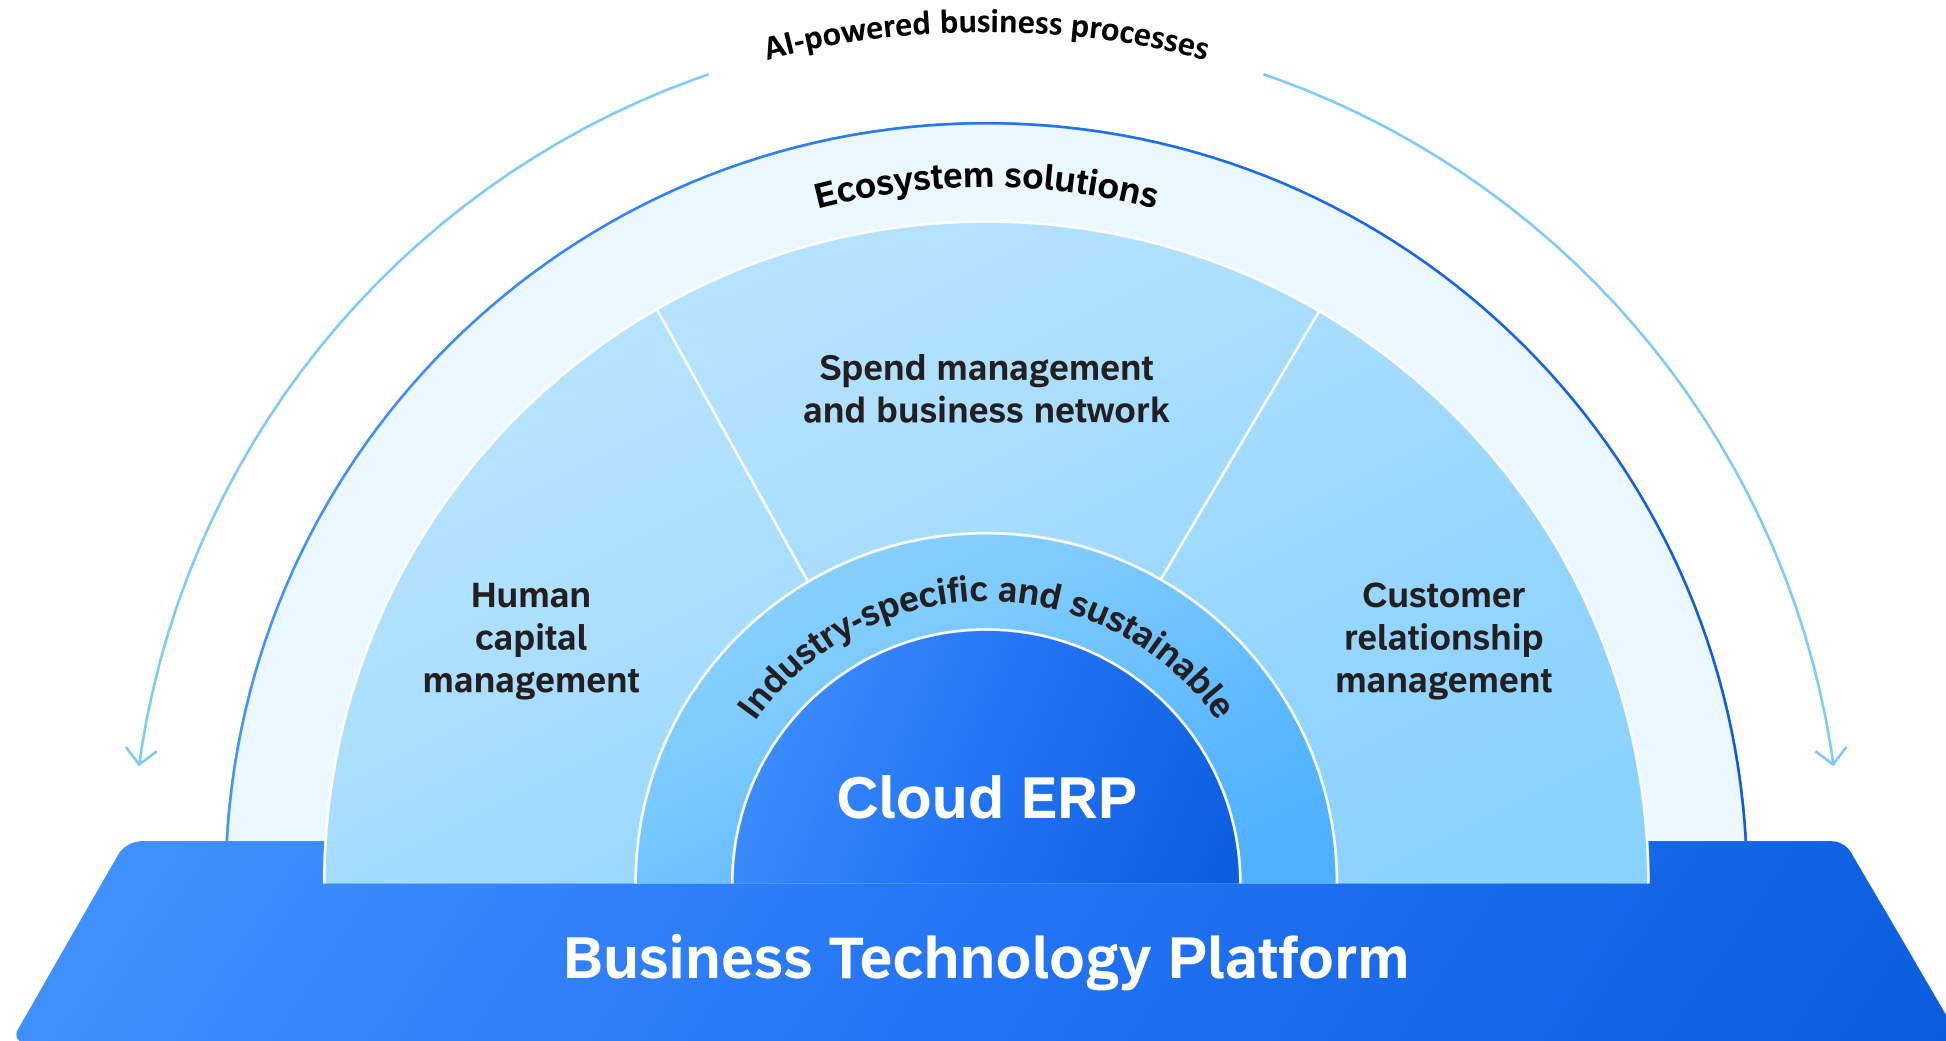 AI-powered business processes
Ecosystem solutions
Spend management
and business network
Human
capital
management
Customer
relationship
management
Industry-specific and sustainable
Cloud ERP
Business Technology Platform